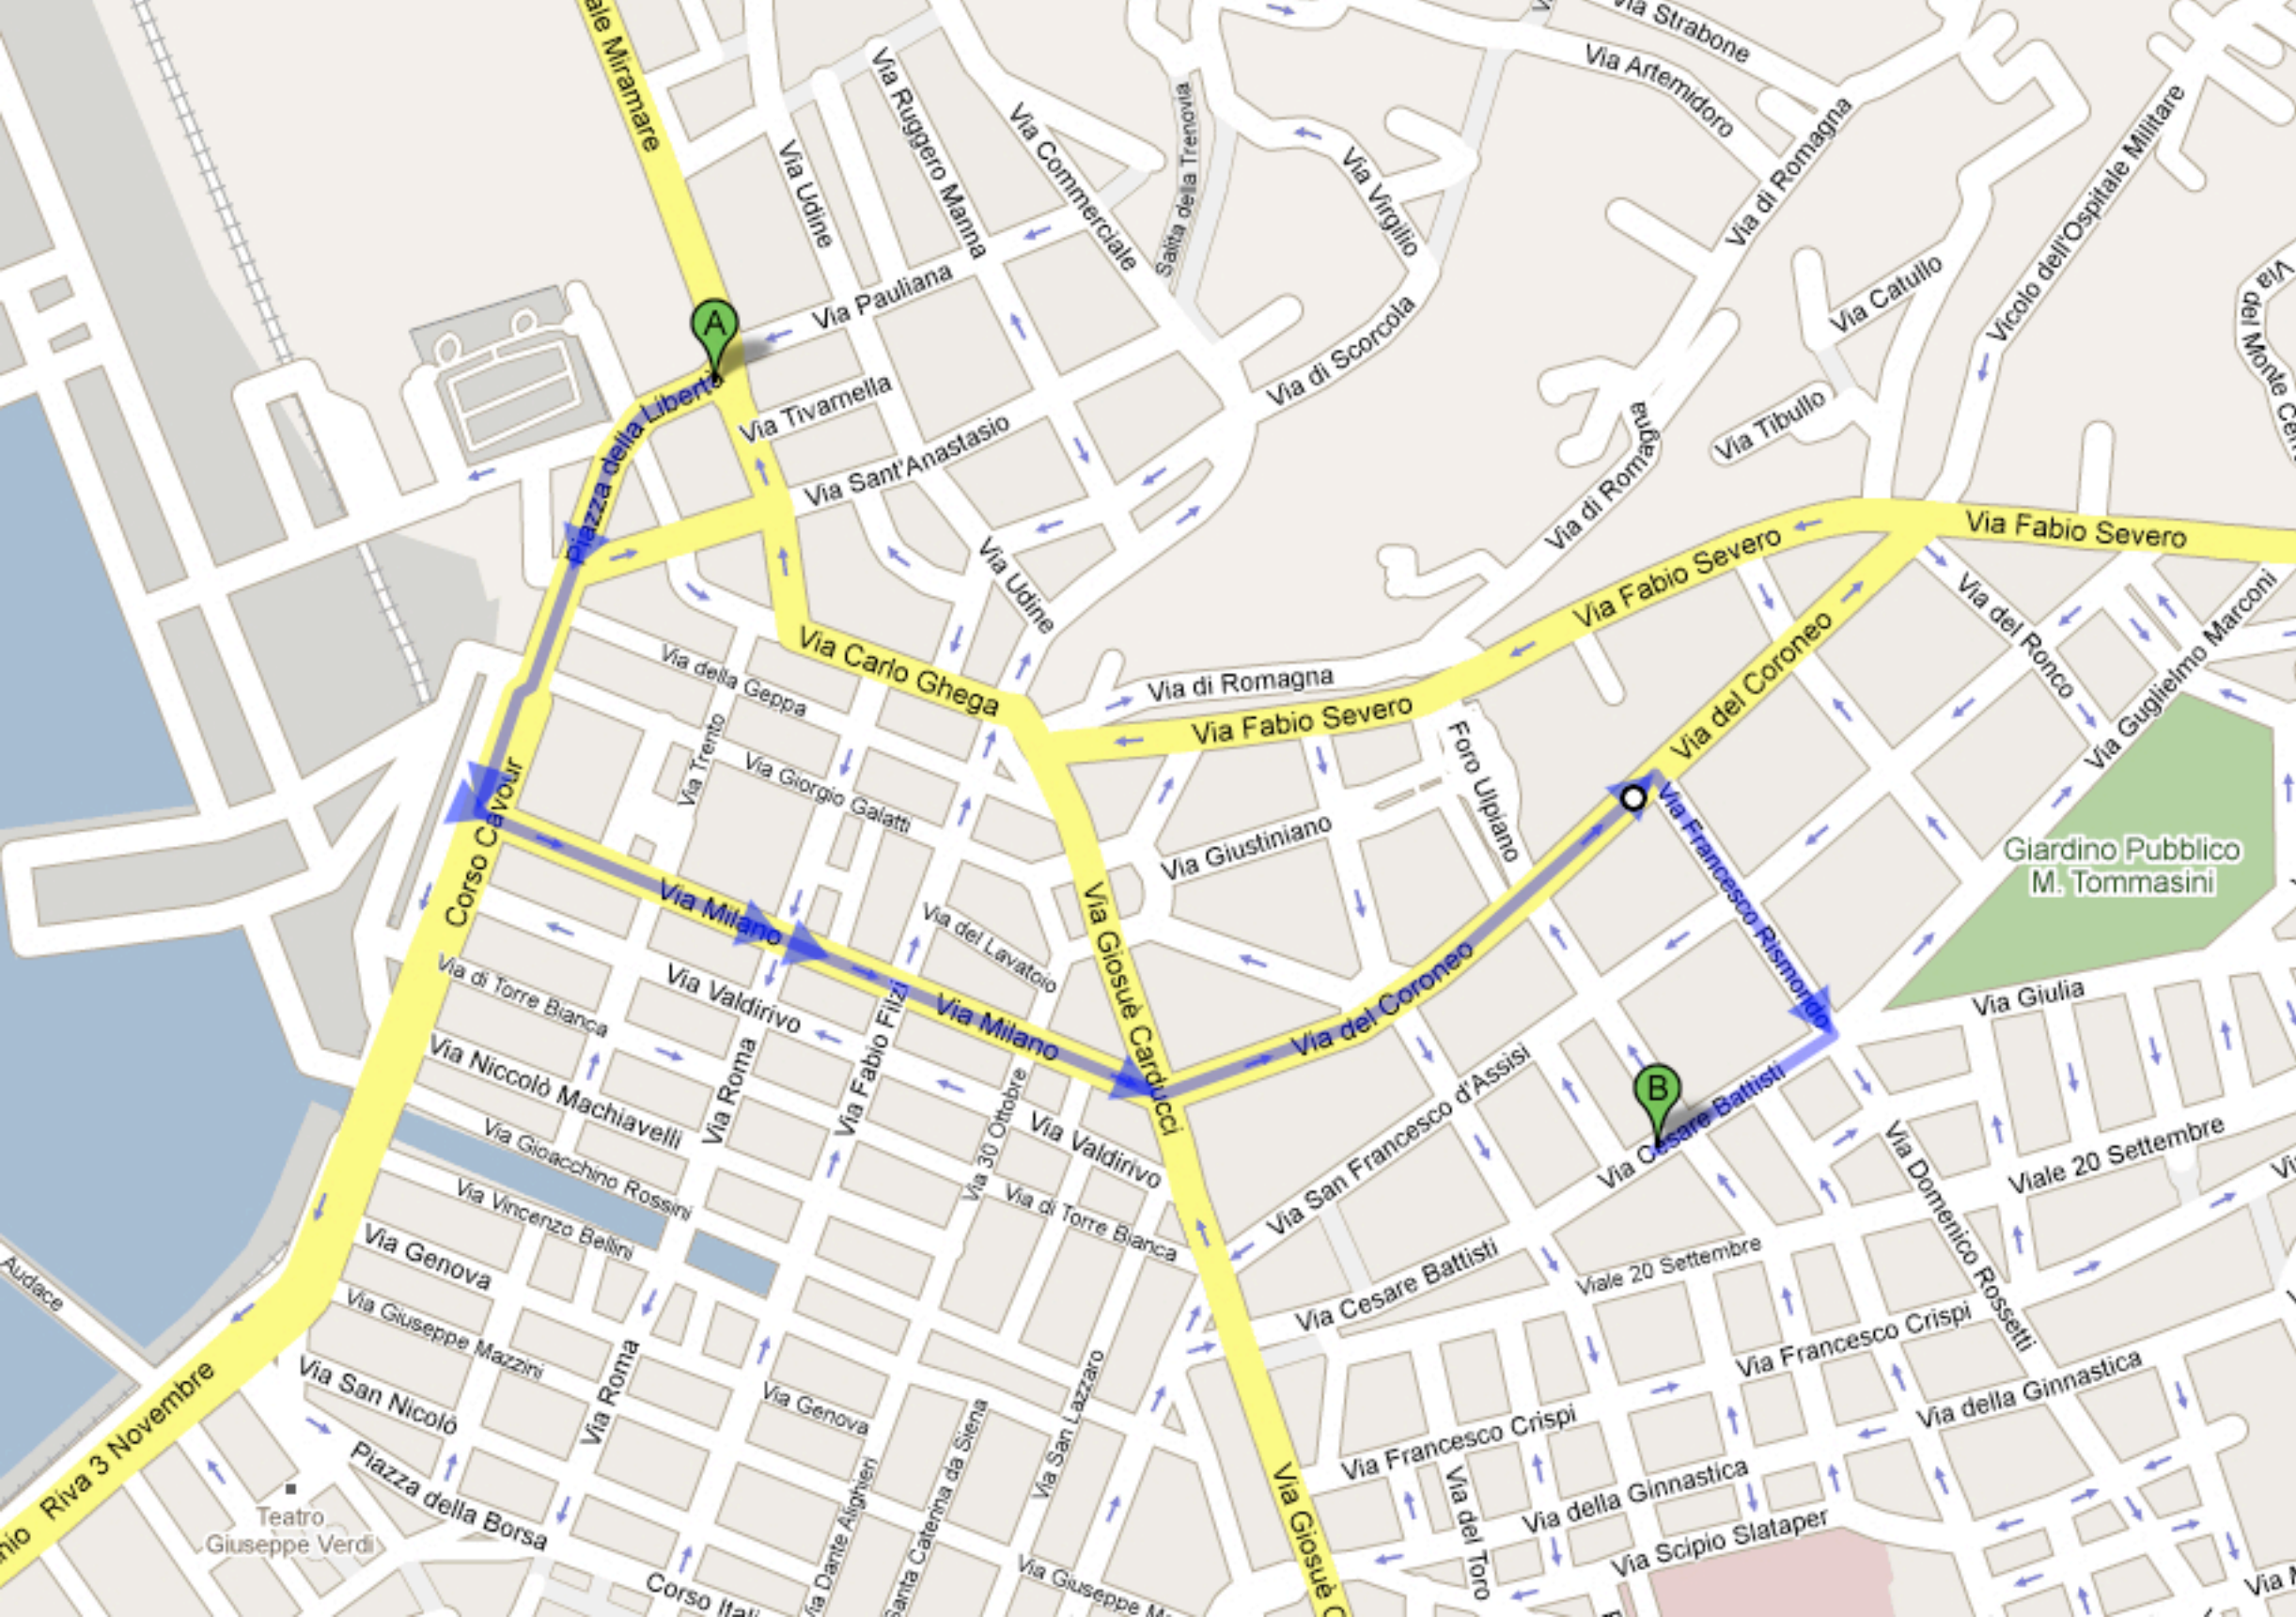 ale Miramare
Via Strabone
Via Artemidoro
Via Ruggero Manna
Via Commerciale
Salita della Trenovia
Via Udine
Via Virgilio
Via di Romagna
Vicolo dell'Ospitale Militare
Via Catullo
Via del Monte Cen
A
Via Pauliana
Via di Scorcola
Piazza della Libertà
Via Tivarnella
Via Tibullo
Via Sant'Anastasio
Via di Romagna
Via Fabio Severo
Via Fabio Severo
Via Udine
Via del Ronco
Via Guglielmo Marconi
Via del Coroneo
Via Carlo Ghega
Via della Geppa
Via di Romagna
Via Fabio Severo
Via Trento
Via Giorgio Galatti
Foro Ulpiano
Corso Cavour
Via Giustiniano
Via Francesco Rismondo
Giardino Pubblico
M. Tommasini
Via Milano
Via del Lavatoio
Via Giosuè Carducci
Via di Torre Bianca
Via Valdirivo
Via Fabio Filzi
Via Milano
Via del Coroneo
Via Giulia
Via Niccolò Machiavelli
Via Roma
Via 30 Ottobre
Via Valdirivo
Via San Francesco d'Assisi
B
Via Cesare Battisti
Via Gioacchino Rossini
Via Vincenzo Bellini
Via di Torre Bianca
Via Domenico Rossetti
Viale 20 Settembre
Audace
Via Genova
Via Cesare Battisti
Viale 20 Settembre
Via Giuseppe Mazzini
Via Francesco Crispi
Via San Nicolò
Via Roma
Via Genova
Via San Lazzaro
Via della Ginnastica
Riva 3 Novembre
Piazza della Borsa
Via Dante Alighieri
Santa Caterina da Siena
Via Francesco Crispi
Via del Toro
Via della Ginnastica
Teatro
Giuseppe Verdi
Via Giosuè C
Via Scipio Slataper
nio
Corso Itali
Via Giuseppe M